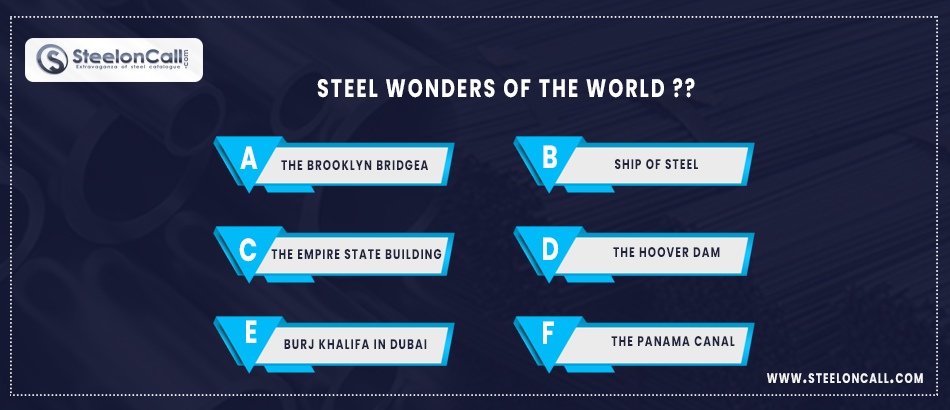 SteelonCall.com
Extravaganza of steel catalogue
STEEL WONDERS OF THE WORLD ??
A THE BROOKLYN BRIDGEA
B SHIP OF STEEL
C THE EMPIRE STATE BUILDING
D THE HOOVER DAM
E BURJ KHALIFA IN DUBAI
F THE PANAMA CANAL
WWW.STEELONCALL.COM